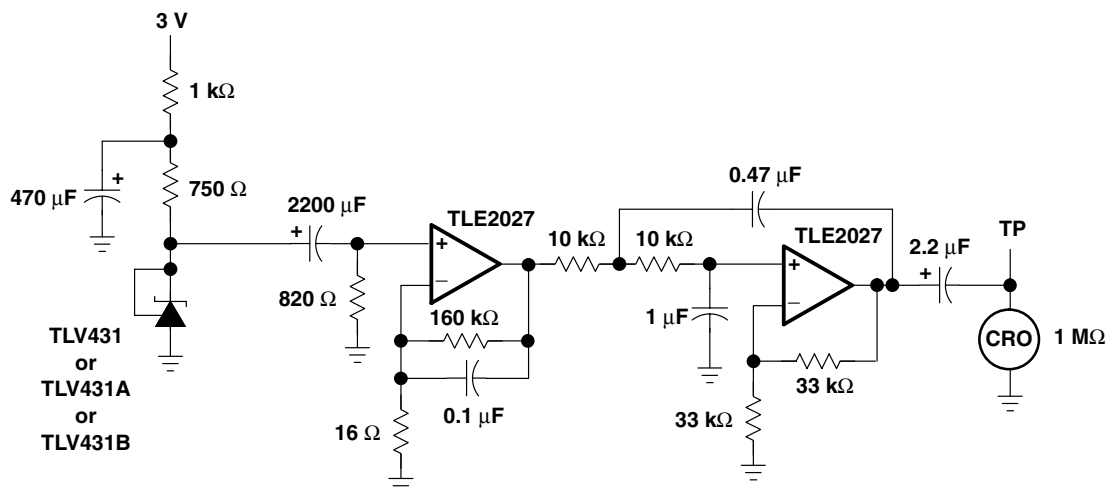 3 V
1 kΩ
470 μF
+
750 Ω
2200 μF
+
TLV431
or
TLV431A
or
TLV431B
820 Ω
TLE2027
+
−
160 kΩ
0.1 μF
16 Ω
10 kΩ
10 kΩ
0.47 μF
1 μF
TLE2027
+
−
33 kΩ
33 kΩ
2.2 μF
+
TP
CRO
1 MΩ